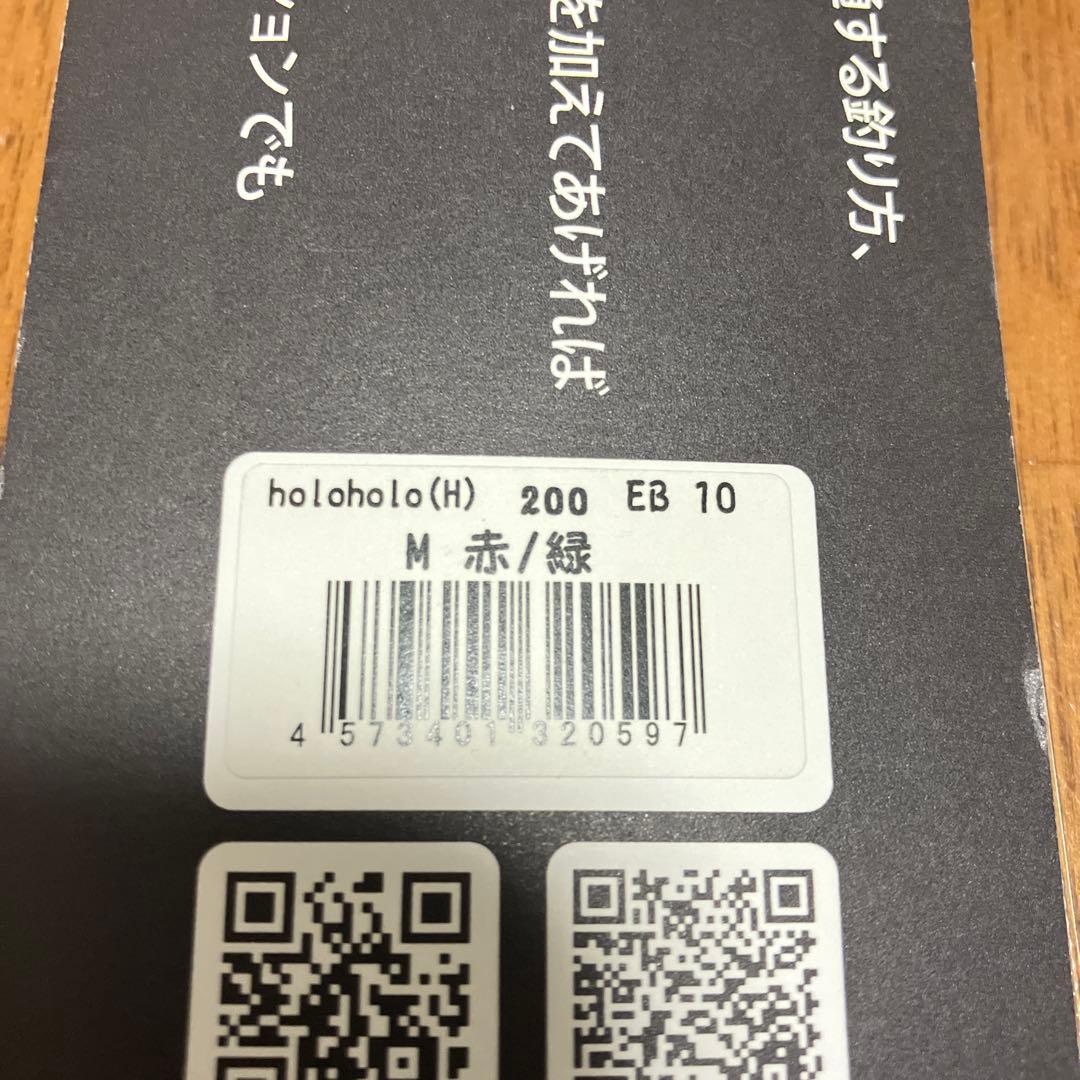 する釣り方、
を加えてあげれば
ョンでも
holoholo(H) 200 EB 10
M 赤/緑
4 573401 320597